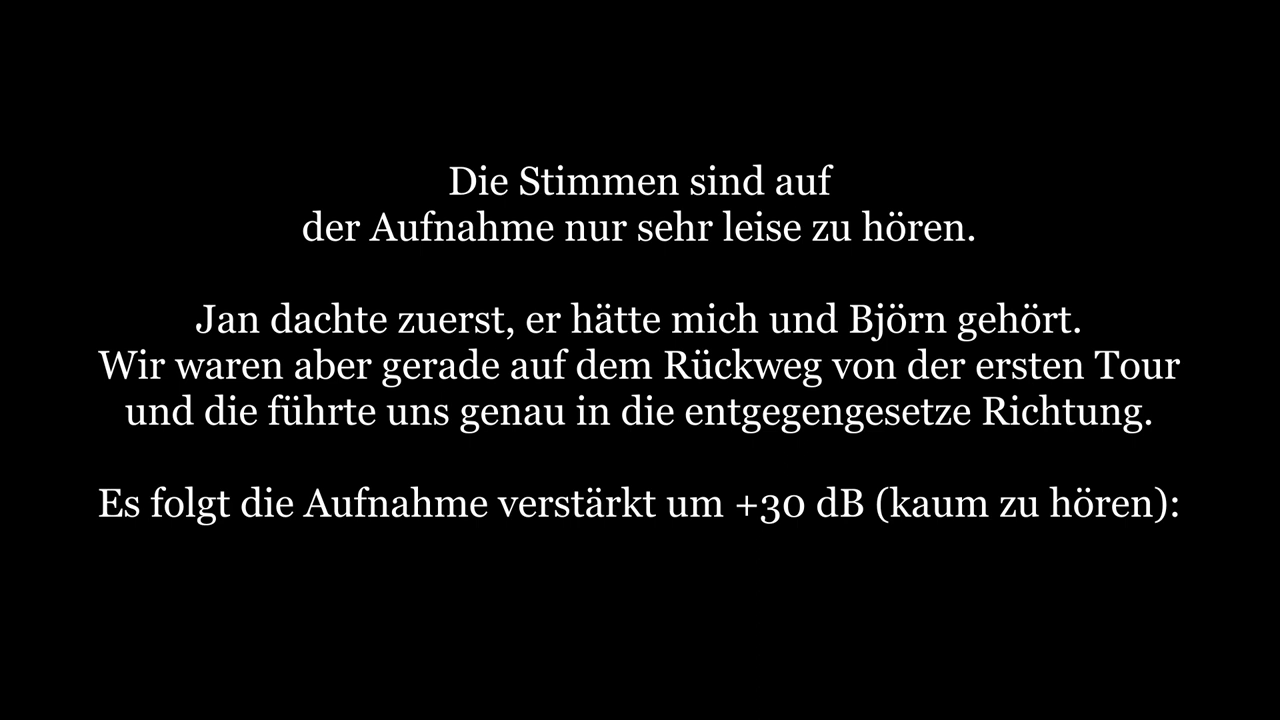 Die Stimmen sind auf
der Aufnahme nur sehr leise zu hören.
Jan dachte zuerst, er hätte mich und Björn gehört.
Wir waren aber gerade auf dem Rückweg von der ersten Tour
und die führte uns genau in die entgegengesetze Richtung.
Es folgt die Aufnahme verstärkt um +30 dB (kaum zu hören):